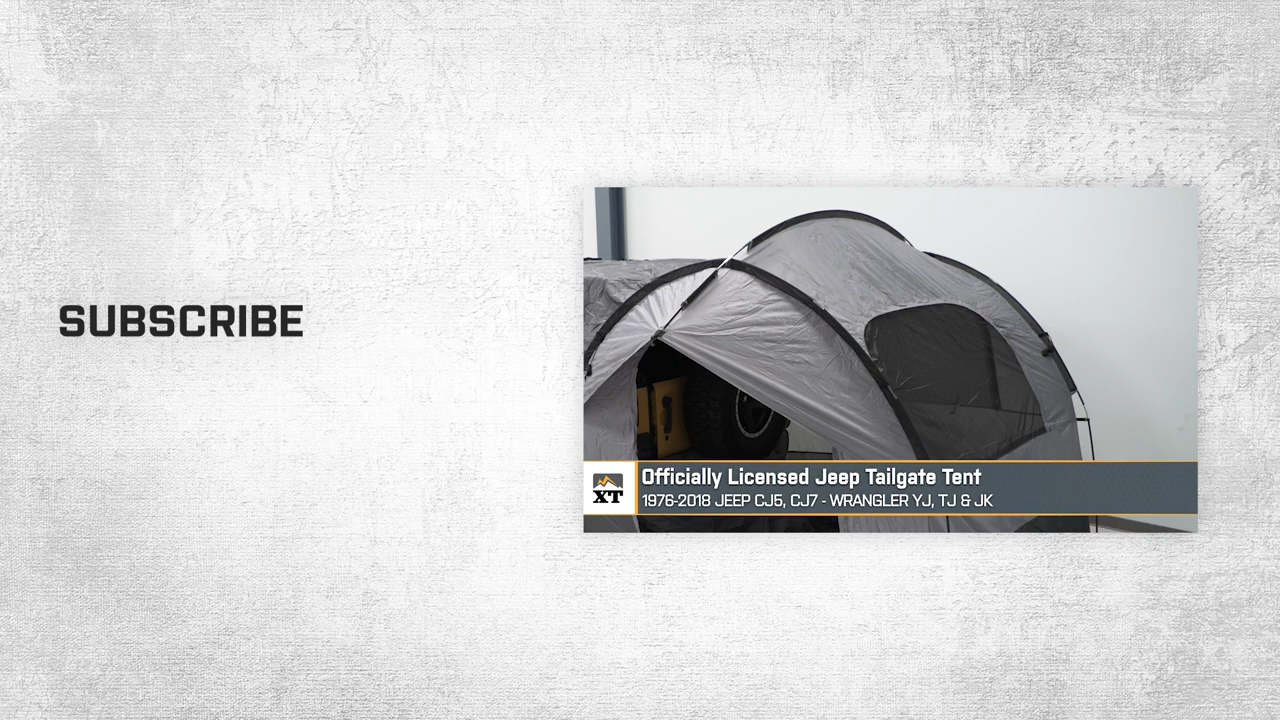 SUBSCRIBE
Officially Licensed Jeep Tailgate Tent
XT
1976-2018 JEEP CJ5, CJ7 - WRANGLER YJ, TJ & JK